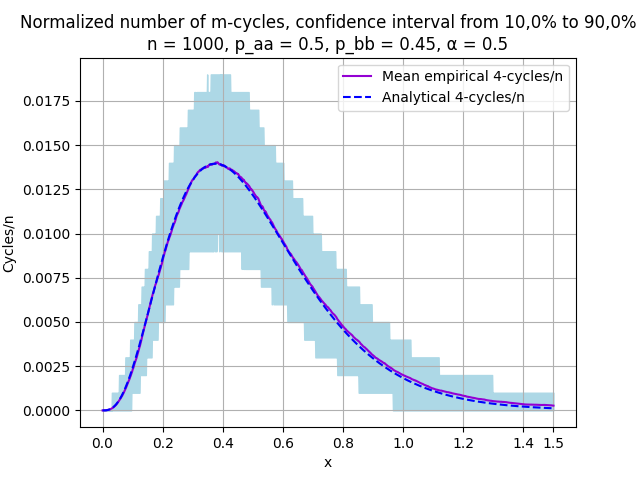 Normalized number of m-cycles, confidence interval from 10,0% to 90,0%
n = 1000, p_aa = 0.5, p_bb = 0.45, α = 0.5
Mean empirical 4-cycles/n
Analytical 4-cycles/n
Cycles/n
0.0175
0.0150
0.0125
0.0100
0.0075
0.0050
0.0025
0.0000
0.0 0.2 0.4 0.6 0.8 1.0 1.2 1.4 1.5
x